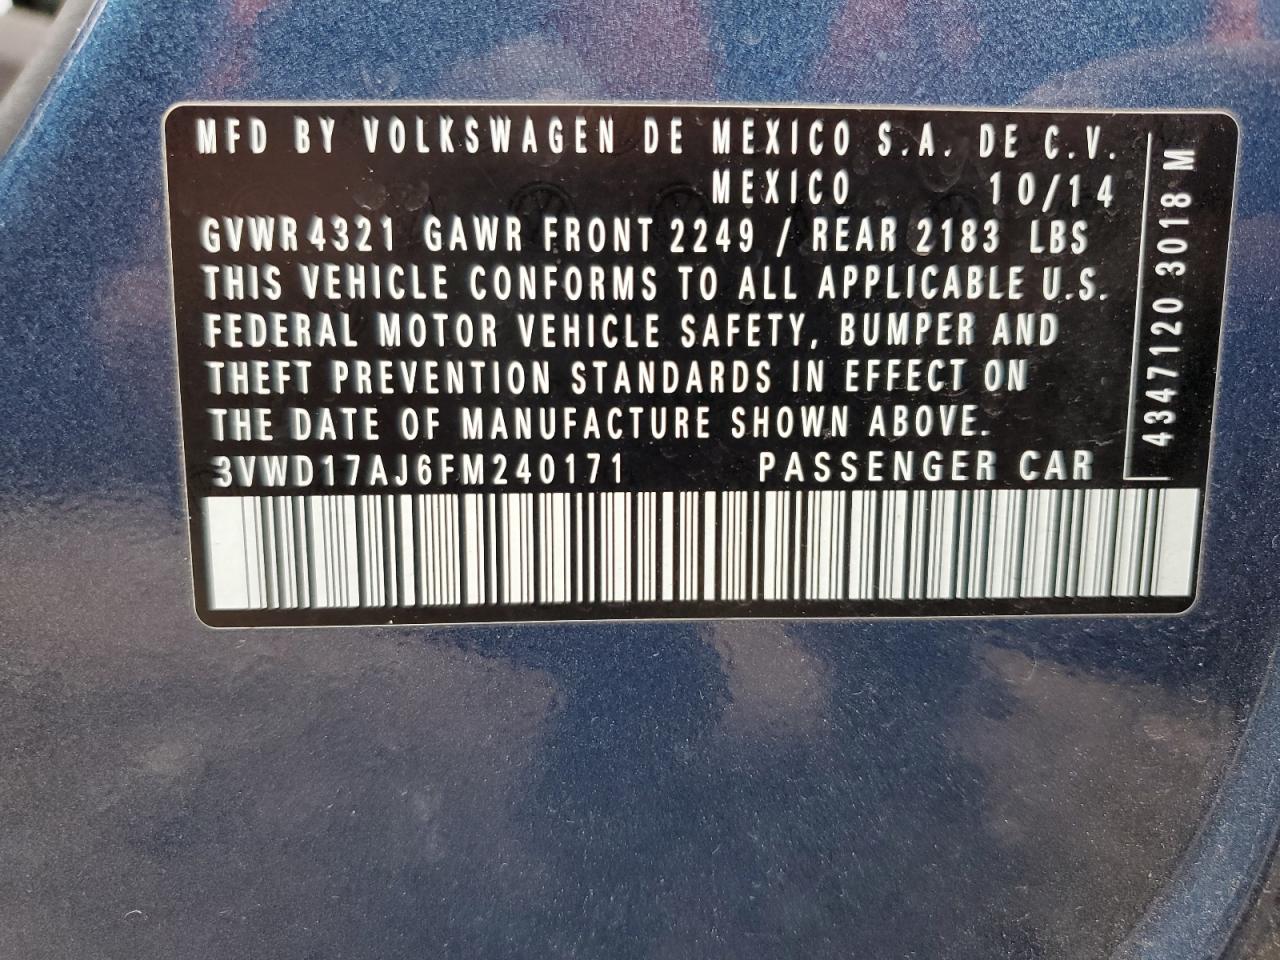 MFD BY VOLKSWAGEN DE MEXICO S.A. DE C.V.
MEXICO 10/14
GVWR 4321 GAWR FRONT 2249 / REAR 2183 LBS
THIS VEHICLE CONFORMS TO ALL APPLICABLE U.S.
FEDERAL MOTOR VEHICLE SAFETY, BUMPER AND
THEFT PREVENTION STANDARDS IN EFFECT ON
THE DATE OF MANUFACTURE SHOWN ABOVE.
3VWD17AJ6FM240171 PASSENGER CAR
4347120 3018 M